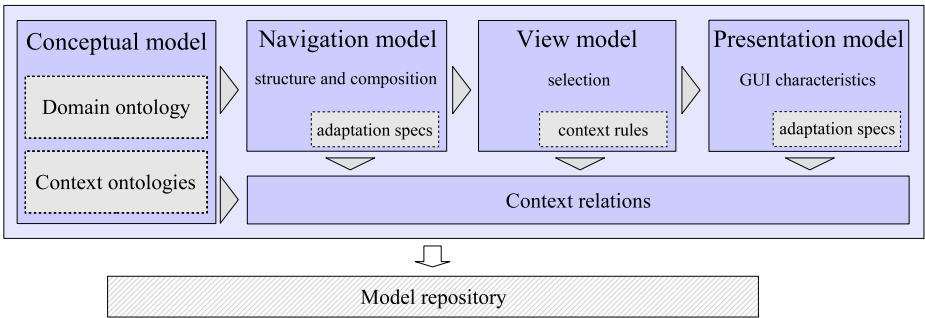 Conceptual model
Domain ontology
Context ontologies
Navigation model
structure and composition
adaptation specs
View model
selection
context rules
Presentation model
GUI characteristics
adaptation specs
Context relations
Model repository